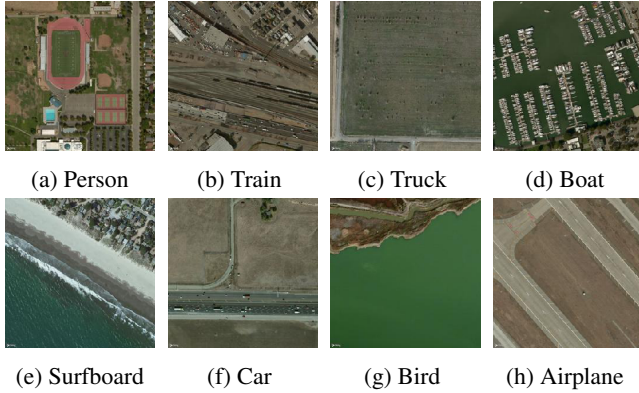 (a) Person (b) Train (c) Truck (d) Boat
(e) Surfboard (f) Car (g) Bird (h) Airplane